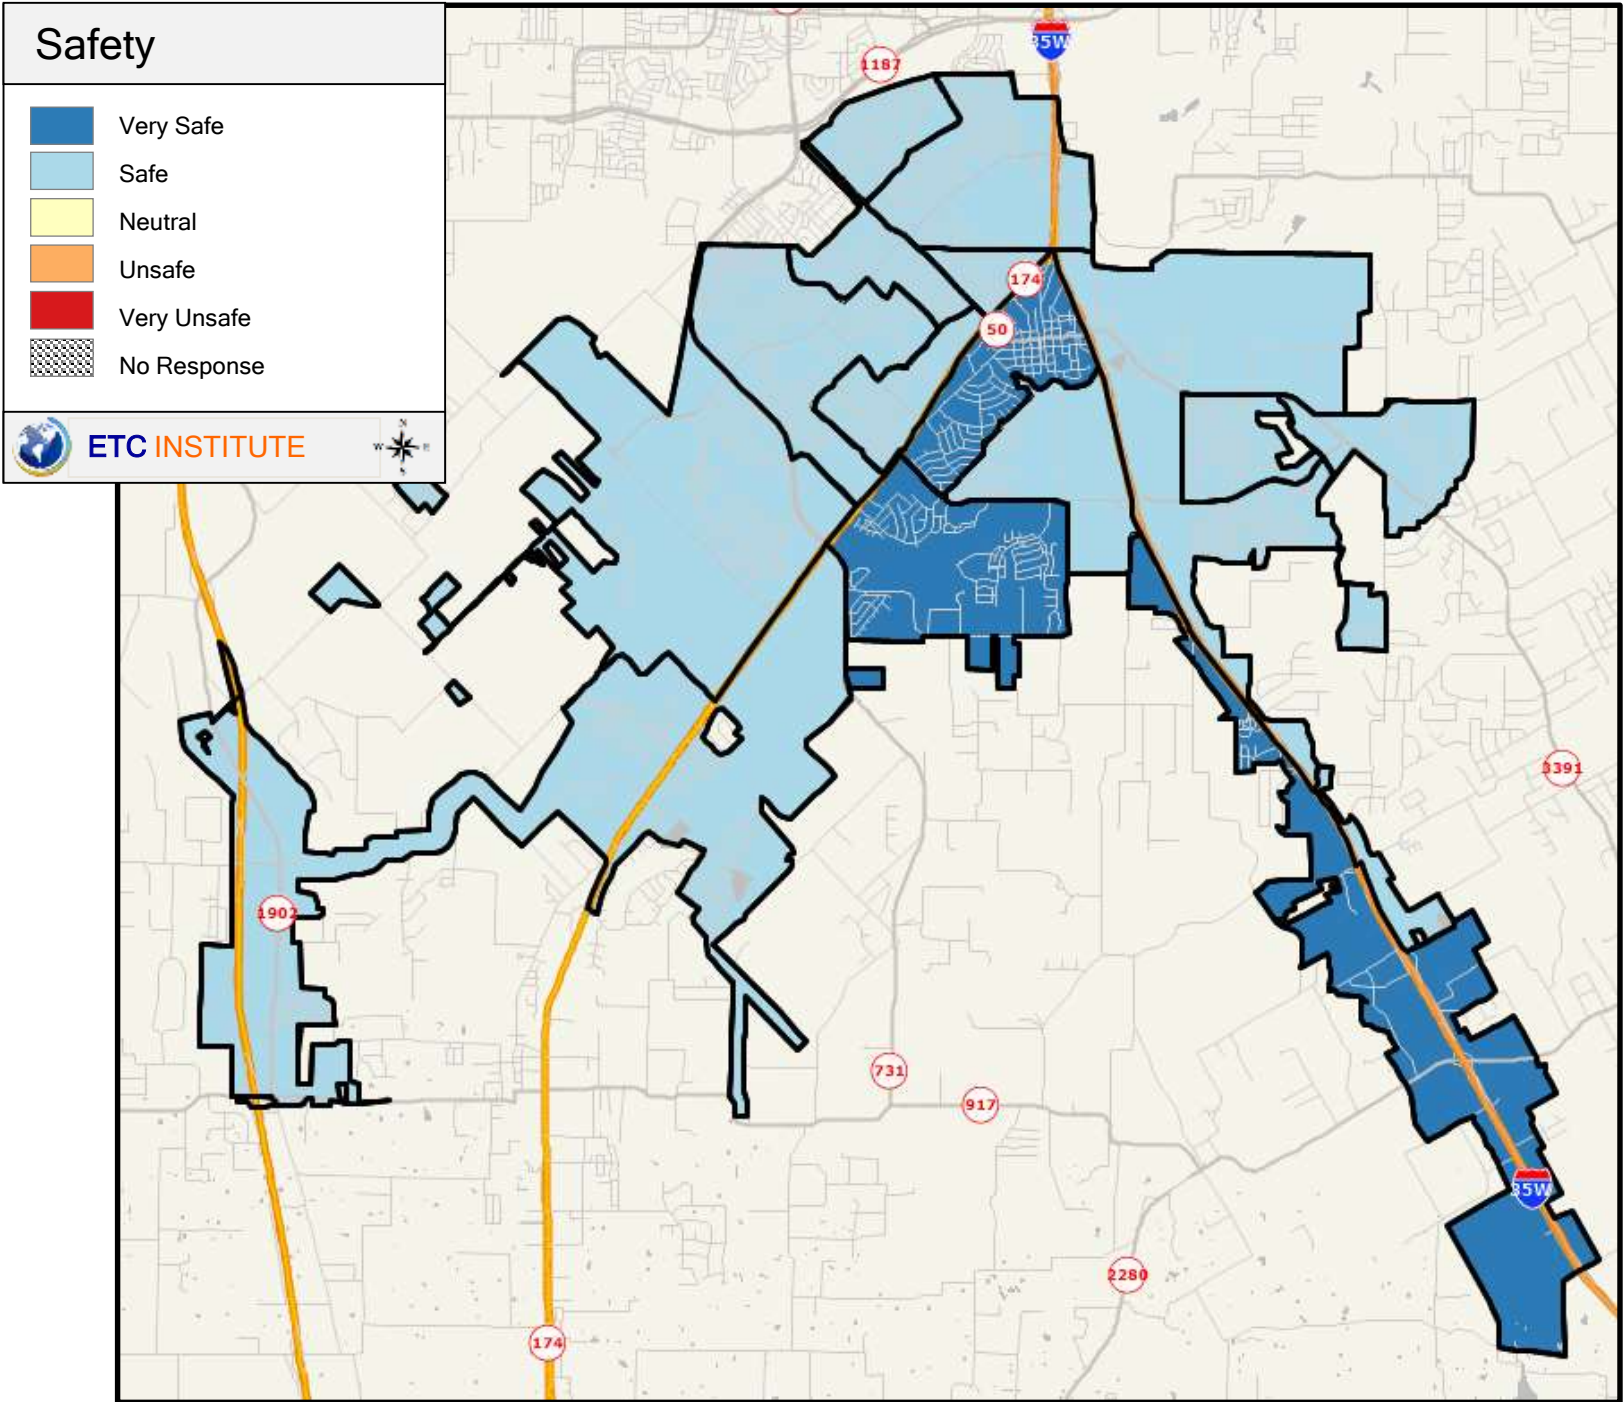 Safety
Very Safe
Safe
Neutral
Unsafe
Very Unsafe
No Response
ETC INSTITUTE
N
W E
S
35W
1187
174
50
3391
1902
731
917
35W
2280
174